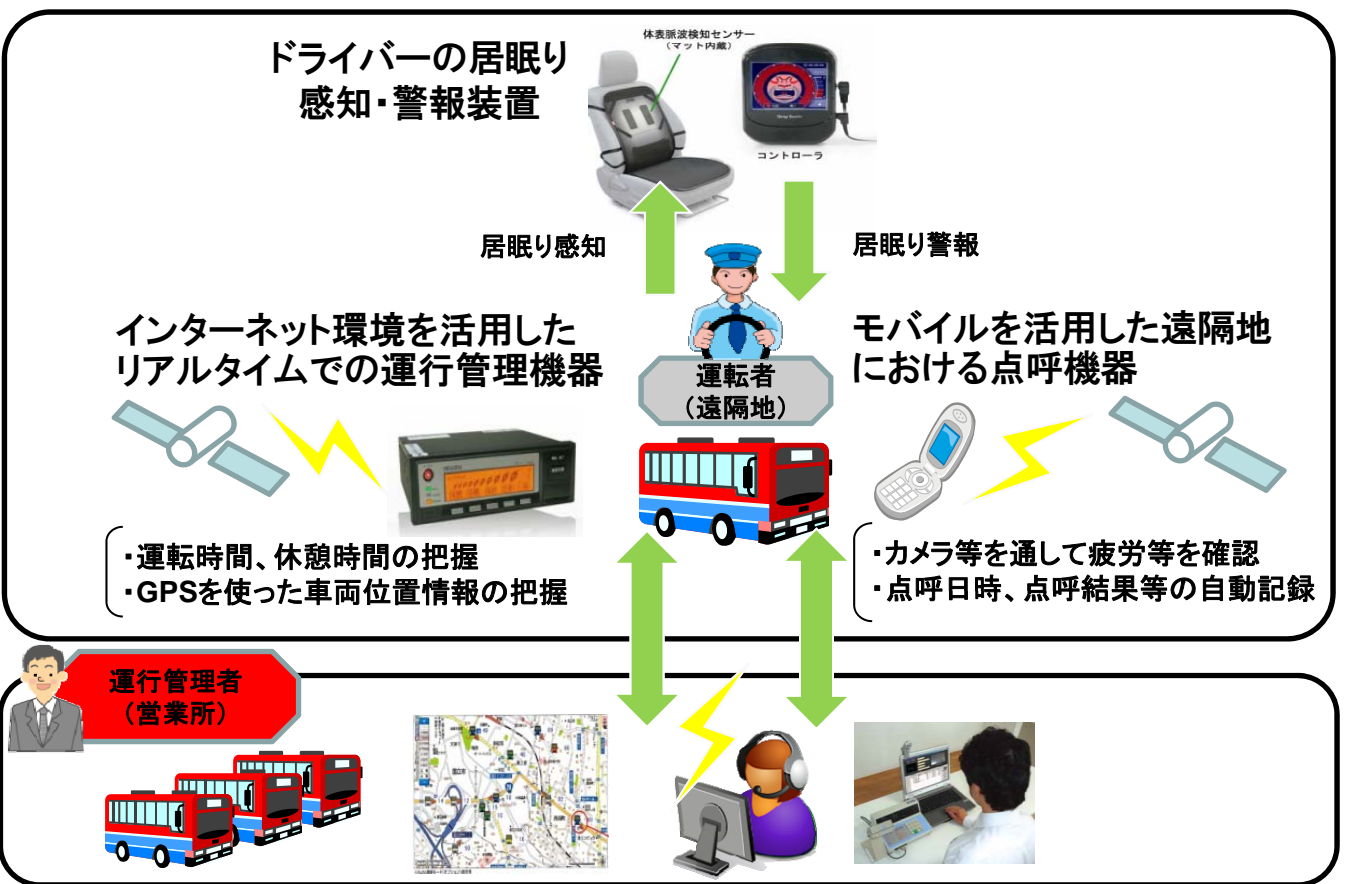 ドライバーの居眠り
感知・警報装置
体表脈波検知センサー
(マット内蔵)
コントローラ
居眠り感知
居眠り警報
インターネット環境を活用した
リアルタイムでの運行管理機器
モバイルを活用した遠隔地
における点呼機器
運転者
(遠隔地)
・運転時間、休憩時間の把握
・GPSを使った車両位置情報の把握
・カメラ等を通して疲労等を確認
・点呼日時、点呼結果等の自動記録
運行管理者
(営業所)